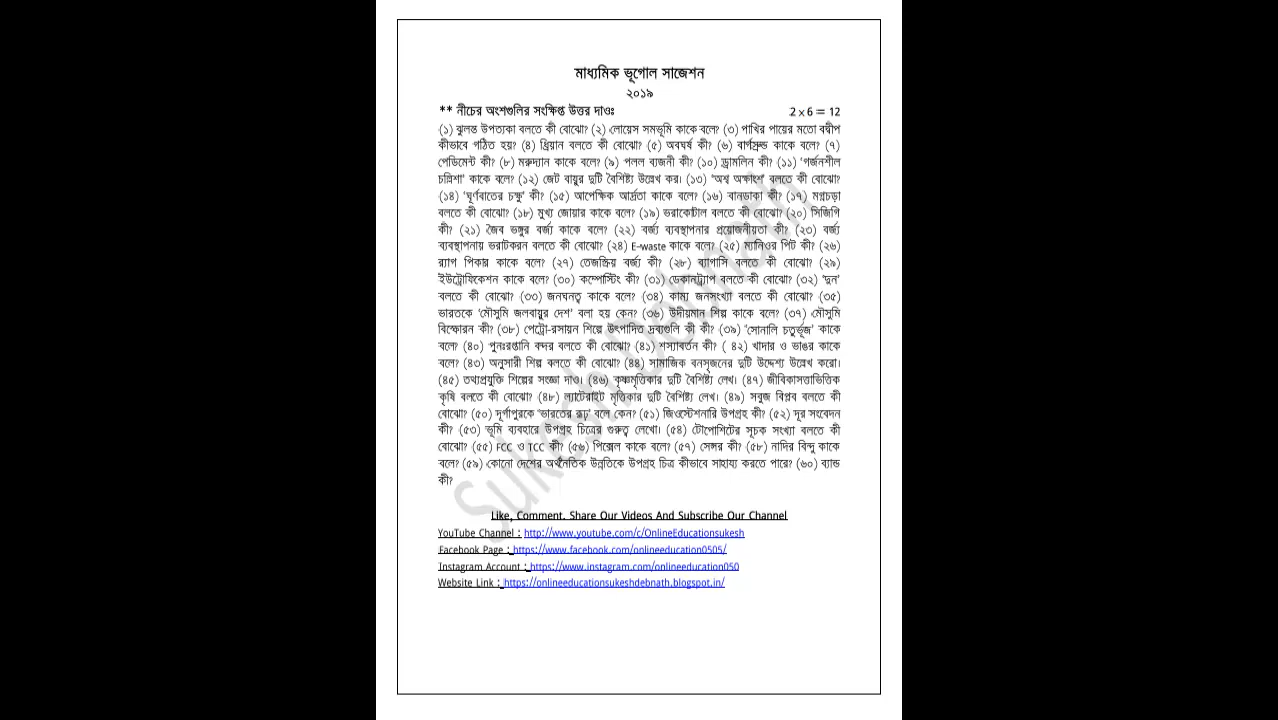 মাধ্যমিক ভূগোল সাজেশন
২০১৯
** নীচের অংশগুলির সংক্ষিপ্ত উত্তর দাওঃ 2 x 6 = 12
(১) ঝুলন্ত উপত্যকা বলতে কী বোঝো? (২) লোয়েস সমভূমি কাকে বলে? (৩) পাখির পায়ের মতো বদ্বীপ
কীভাবে গঠিত হয়? (৪) ধ্রিয়ান বলতে কী বোঝো? (৫) অবঘর্ষ কী? (৬) বার্গস্রুন্ড কাকে বলে? (৭)
পেডিমেন্ট কী? (৮) মরুদ্যান কাকে বলে? (৯) পলল ব্যজনী কী? (১০) ড্রামলিন কী? (১১) ‘গর্জনশীল
চল্লিশা’ কাকে বলে? (১২) জেট বায়ুর দুটি বৈশিষ্ট্য উল্লেখ কর। (১৩) ‘অশ্ব অক্ষাংশ’ বলতে কী বোঝো?
(১৪) ‘ঘূর্ণবাতের চক্ষু’ কী? (১৫) আপেক্ষিক আর্দ্রতা কাকে বলে? (১৬) বানডাকা কী? (১৭) মগ্নচড়া
বলতে কী বোঝো? (১৮) মুখ্য জোয়ার কাকে বলে? (১৯) ভরাকোটাল বলতে কী বোঝো? (২০) সিজিগি
কী? (২১) জৈব ভঙ্গুর বর্জ্য কাকে বলে? (২২) বর্জ্য ব্যবস্থাপনার প্রয়োজনীয়তা কী? (২৩) বর্জ্য
ব্যবস্থাপনায় ভরাটকরন বলতে কী বোঝো? (২৪) E-waste কাকে বলে? (২৫) ম্যানিওর পিট কী? (২৬)
র‍্যাগ পিকার কাকে বলে? (২৭) তেজস্ক্রিয় বর্জ্য কী? (২৮) ব্যাগাসি বলতে কী বোঝো? (২৯)
ইউট্রোফিকেশন কাকে বলে? (৩০) কম্পোস্টিং কী? (৩১) ডেকানট্র্যাপ বলতে কী বোঝো? (৩২) ‘দুন’
বলতে কী বোঝো? (৩৩) জনঘনত্ব কাকে বলে? (৩৪) কাম্য জনসংখ্যা বলতে কী বোঝো? (৩৫)
ভারতকে ‘মৌসুমি জলবায়ুর দেশ’ বলা হয় কেন? (৩৬) উদীয়মান শিল্প কাকে বলে? (৩৭) মৌসুমি
বিস্ফোরন কী? (৩৮) পেট্রো-রসায়ন শিল্পে উৎপাদিত দ্রব্যগুলি কী কী? (৩৯) ‘সোনালি চতুর্ভূজ’ কাকে
বলে? (৪০) পুনঃরপ্তানি বন্দর বলতে কী বোঝো? (৪১) শস্যাবর্তন কী? ( ৪২) খাদার ও ভাঙর কাকে
বলে? (৪৩) অনুসারী শিল্প বলতে কী বোঝো? (৪৪) সামাজিক বনসৃজনের দুটি উদ্দেশ্য উল্লেখ করো।
(৪৫) তথ্যপ্রযুক্তি শিল্পের সংজ্ঞা দাও। (৪৬) কৃষ্ণমৃত্তিকার দুটি বৈশিষ্ট্য লেখ। (৪৭) জীবিকাসত্তাভিত্তিক
কৃষি বলতে কী বোঝো? (৪৮) ল্যাটেরাইট মৃত্তিকার দুটি বৈশিষ্ট্য লেখ। (৪৯) সবুজ বিপ্লব বলতে কী
বোঝো? (৫০) দূর্গাপুরকে ‘ভারতের রূঢ়’ বলে কেন? (৫১) জিওস্টেশনারি উপগ্রহ কী? (৫২) দূর সংবেদন
কী? (৫৩) ভূমি ব্যবহারে উপগ্রহ চিত্রের গুরুত্ব লেখো। (৫৪) টোপোশিটের সূচক সংখ্যা বলতে কী
বোঝো? (৫৫) FCC ও TCC কী? (৫৬) পিক্সেল কাকে বলে? (৫৭) সেন্সর কী? (৫৮) নাদির বিন্দু কাকে
বলে? (৫৯) কোনো দেশের অর্থনৈতিক উন্নতিকে উপগ্রহ চিত্র কীভাবে সাহায্য করতে পারে? (৬০) ব্যান্ড
কী?
Sukesh Debnath
Like, Comment, Share Our Videos And Subscribe Our Channel
YouTube Channel : http://www.youtube.com/c/OnlineEducationsukesh
Facebook Page : https://www.facebook.com/onlineeducation0505/
Instagram Account : https://www.instagram.com/onlineeducation050
Website Link : https://onlineeducationsukeshdebnath.blogspot.in/